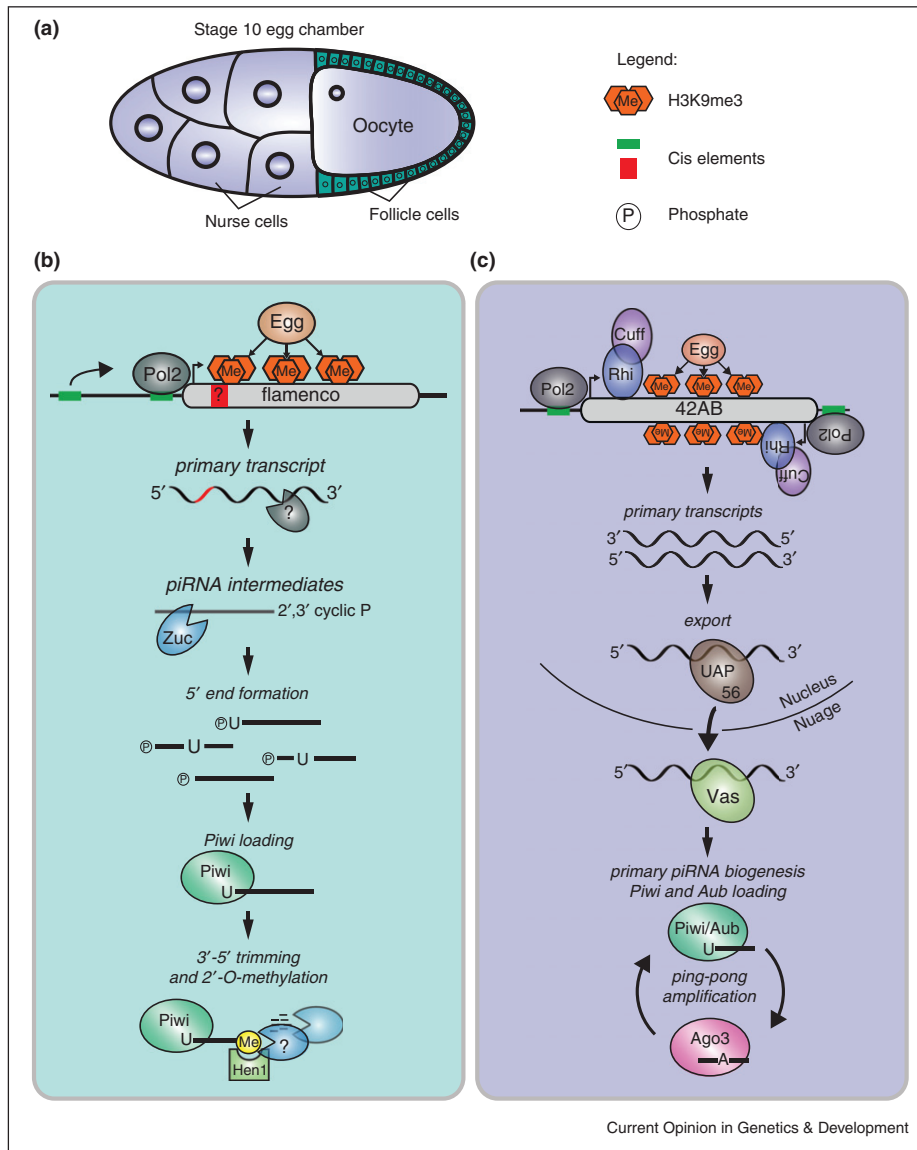 (a)
Stage 10 egg chamber
Oocyte
Nurse cells
Follicle cells
Legend:
Me
H3K9me3
Cis elements
P
Phosphate
(b)
Egg
Pol2
Me
Me
Me
?
flamenco
primary transcript
5′
3′
?
piRNA intermediates
2′,3′ cyclic P
Zuc
5′ end formation
P U
P U
P U
P
Piwi loading
Piwi
U
3′-5′ trimming
and 2′-O-methylation
Piwi
U
Me
?
Hen1
(c)
Cuff
Egg
Rhi
Pol2
Me
Me
Me
42AB
Me
Me
Me
Rhi
Pol2
Cuff
primary transcripts
3′
5′
5′
3′
export
5′
3′
UAP
56
Nucleus
Nuage
5′
3′
Vas
primary piRNA biogenesis
Piwi and Aub loading
Piwi/Aub
U
ping-pong
amplification
Ago3
A
Current Opinion in Genetics & Development